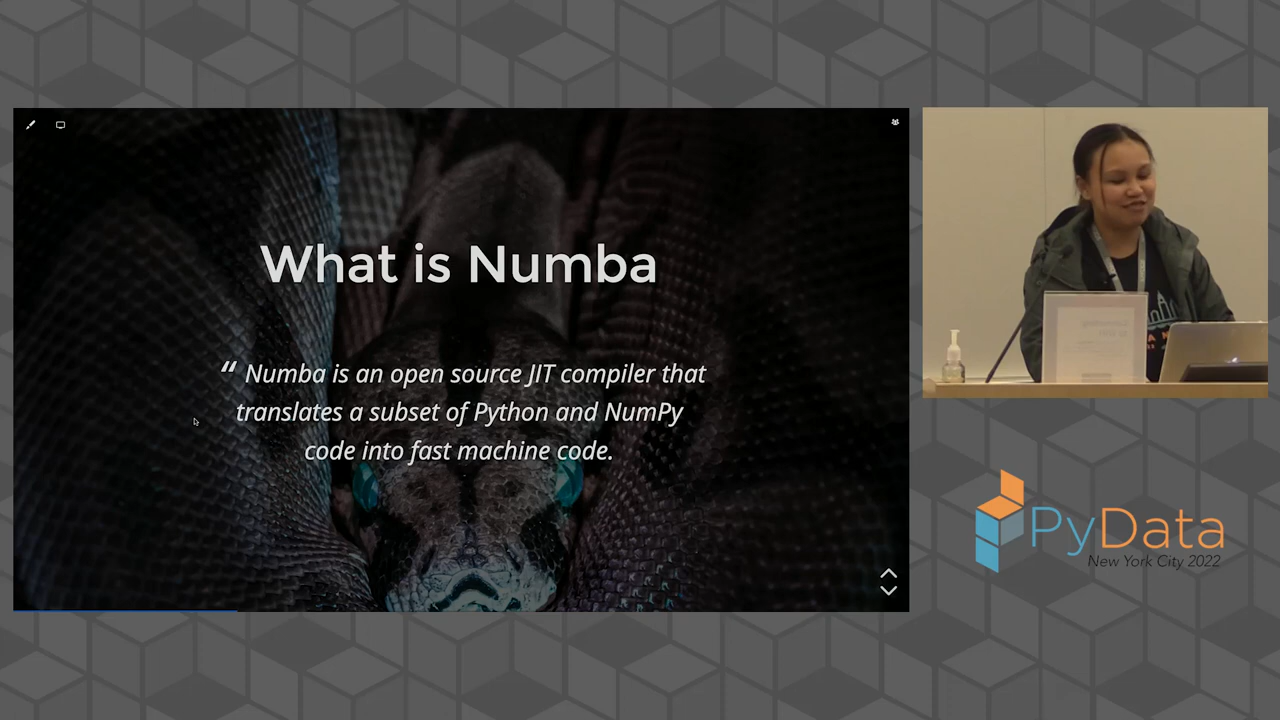 What is Numba
“ Numba is an open source JIT compiler that
translates a subset of Python and NumPy
code into fast machine code.
PyData
New York City 2022